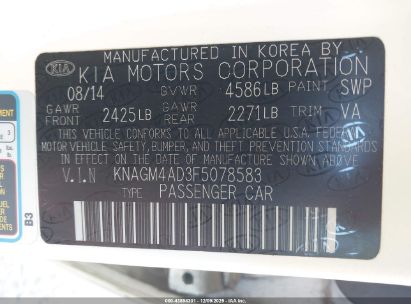 MANUFACTURED IN KOREA BY
KIA KIA MOTORS CORPORATION
08/14 GVWR 4586LB PAINT SWP
GAWR FRONT 2425LB GAWR REAR 2271LB TRIM VA
THIS VEHICLE CONFORMS TO ALL APPLICABLE U.S.A. FEDERAL
MOTOR VEHICLE SAFETY, BUMPER, AND THEFT PREVENTION
STANDARDS IN EFFECT ON THE DATE OF MANUFACTURE SHOWN ABOVE.
V.I.N KNAGM4AD3F5078583
TYPE PASSENGER CAR
B3